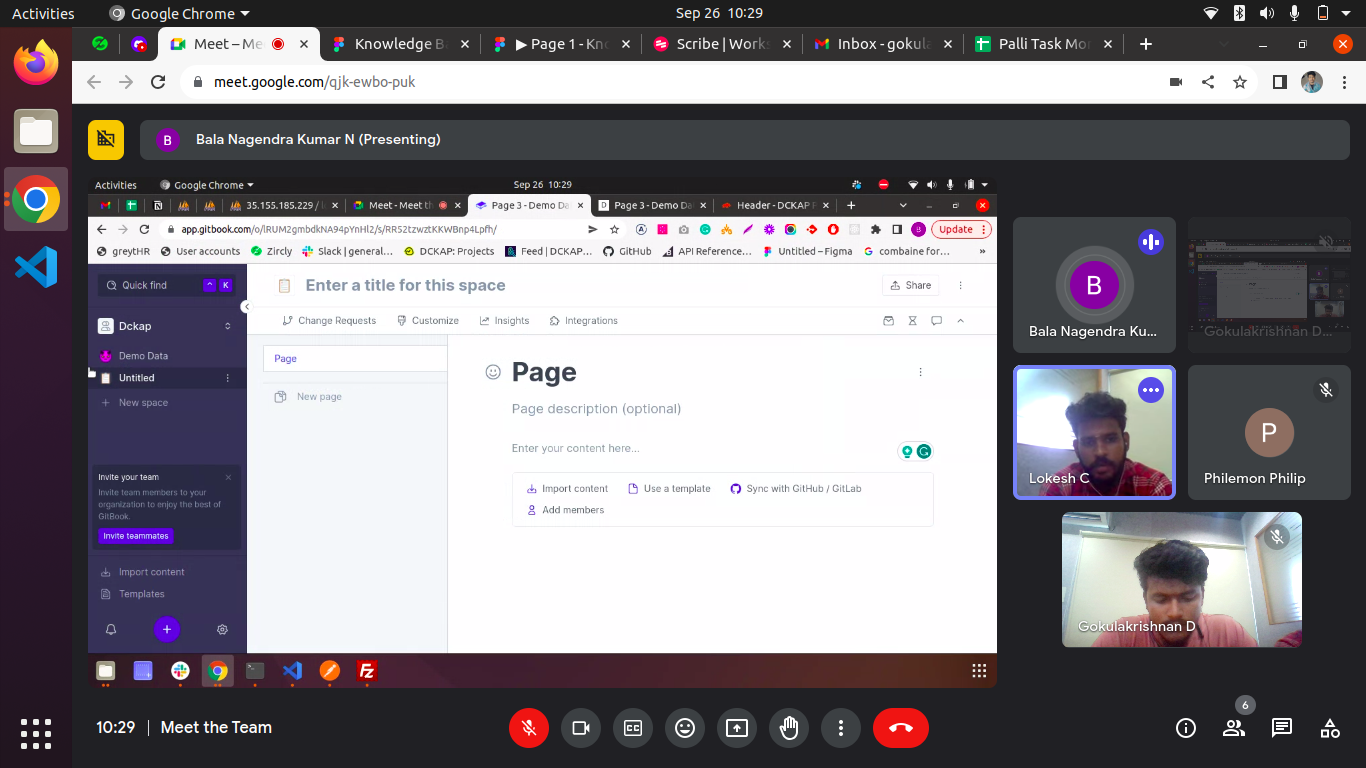 Activities
Google Chrome
Sep 26 10:29
Meet – Me
Knowledge B
▶ Page 1 - Kno
Scribe | Works
Inbox - gokul
Palli Task Mo
meet.google.com/qjk-ewbo-puk
B
Bala Nagendra Kumar N (Presenting)
Activities
Google Chrome
Sep 26 10:29
35.155.185.229 /
Meet - Meet th
Page 3 - Demo Da
Page 3 - Demo Da
Header - DCKAP P
app.gitbook.com/o/lRUM2gmbdkNA94pYnHl2/s/RR52tzwztKKWBnp4Lpfh/
B
Update
greytHR
User accounts
Zircly
Slack | general...
DCKAP: Projects
Feed | DCKAP...
GitHub
API Reference...
Untitled – Figma
combaine for...
»
Quick find
^ K
Enter a title for this space
Share
Dckap
Change Requests
Customize
Insights
Integrations
Demo Data
Untitled
New space
Page
New page
Page
Page description (optional)
Enter your content here...
Import content
Use a template
Sync with GitHub / GitLab
Add members
Invite your team
Invite team members to your
organization to enjoy the best of
GitBook.
Invite teammates
Import content
Templates
B
Bala Nagendra Ku...
Gokulakrishnan D...
Lokesh C
P
Philemon Philip
Gokulakrishnan D
10:29
Meet the Team
6